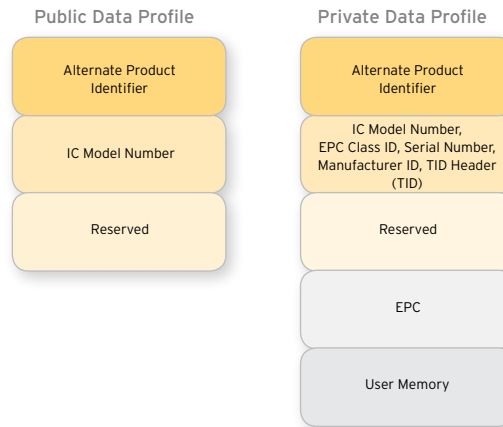 Public Data Profile
Alternate Product
Identifier
IC Model Number
Reserved
Private Data Profile
Alternate Product
Identifier
IC Model Number,
EPC Class ID, Serial Number,
Manufacturer ID, TID Header
(TID)
Reserved
EPC
User Memory